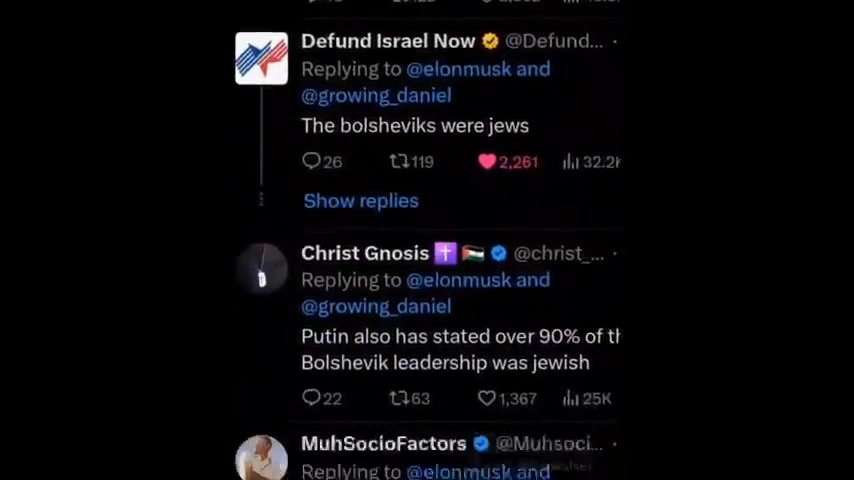 Defund Israel Now @Defund... ·
Replying to @elonmusk and
@growing_daniel
The bolsheviks were jews
26 119 2,261 32.2K
Show replies
Christ Gnosis @christ_... ·
Replying to @elonmusk and
@growing_daniel
Putin also has stated over 90% of th
Bolshevik leadership was jewish
22 63 1,367 25K
MuhSocioFactors @Muhsoci... ·
Replying to @elonmusk and